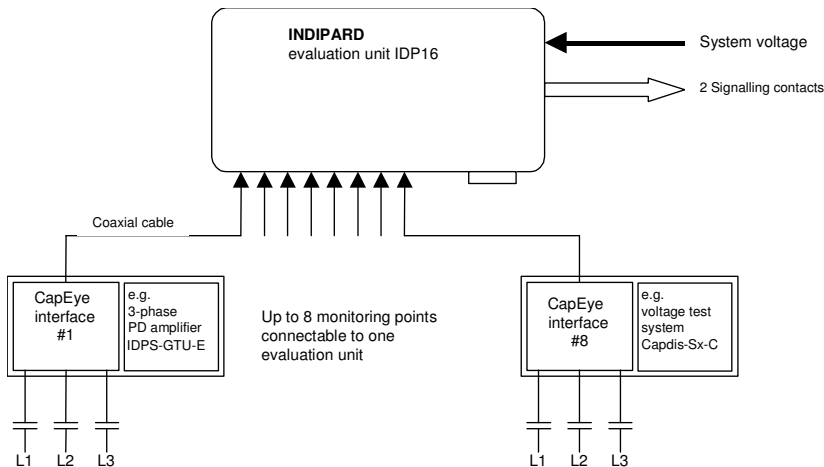 INDIPARD
evaluation unit IDP16
System voltage
2 Signalling contacts
Coaxial cable
CapEye
interface
#1
e.g.
3-phase
PD amplifier
IDPS-GTU-E
Up to 8 monitoring points
connectable to one
evaluation unit
CapEye
interface
#8
e.g.
voltage test
system
Capdis-Sx-C
L1 L2 L3
L1 L2 L3